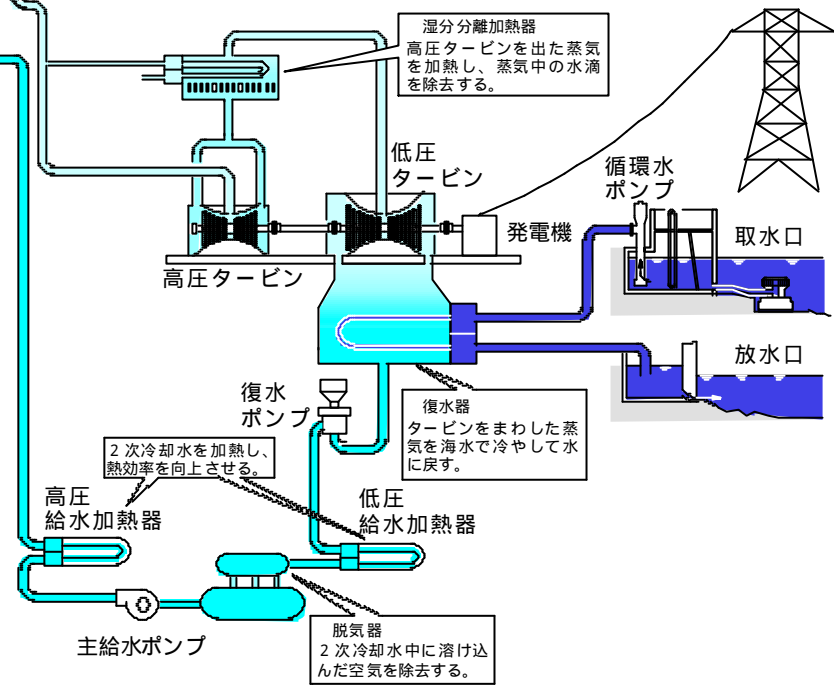 湿分分離加熱器
高圧タービンを出た蒸気
を加熱し、蒸気中の水滴
を除去する。
低圧
タービン
循環水
ポンプ
発電機
取水口
高圧タービン
放水口
復水
ポンプ
復水器
タービンをまわした蒸
気を海水で冷やして水
に戻す。
２次冷却水を加熱し、
熱効率を向上させる。
高圧
給水加熱器
低圧
給水加熱器
主給水ポンプ
脱気器
２次冷却水中に溶け込
んだ空気を除去する。